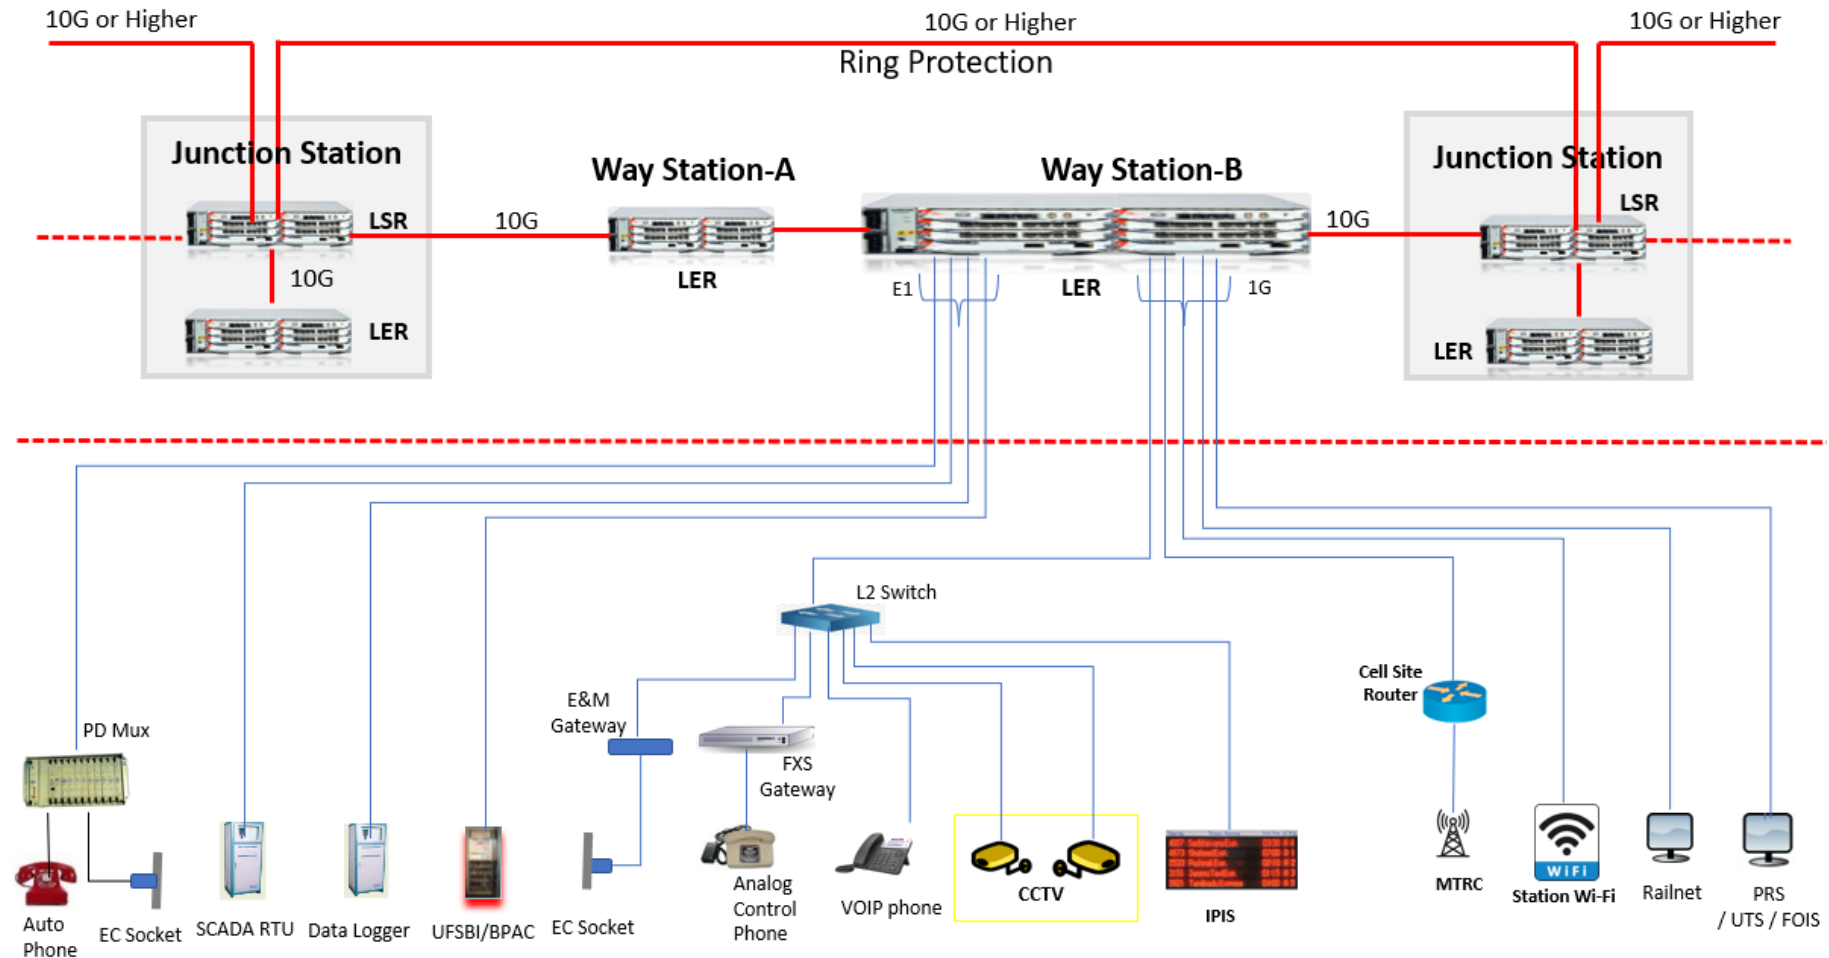 10G or Higher
10G or Higher
10G or Higher
Ring Protection
Junction Station
Way Station-A
Way Station-B
Junction Station
LSR
10G
10G
LSR
LER
10G
E1
LER
1G
LER
LER
L2 Switch
Cell Site
Router
E&M
Gateway
PD Mux
FXS
Gateway
WiFi
MTRC
Station Wi-Fi
Railnet
PRS
/ UTS / FOIS
CCTV
Analog
Control
Phone
VOIP phone
IPIS
Auto
Phone
EC Socket
SCADA RTU
Data Logger
UFSBI/BPAC
EC Socket